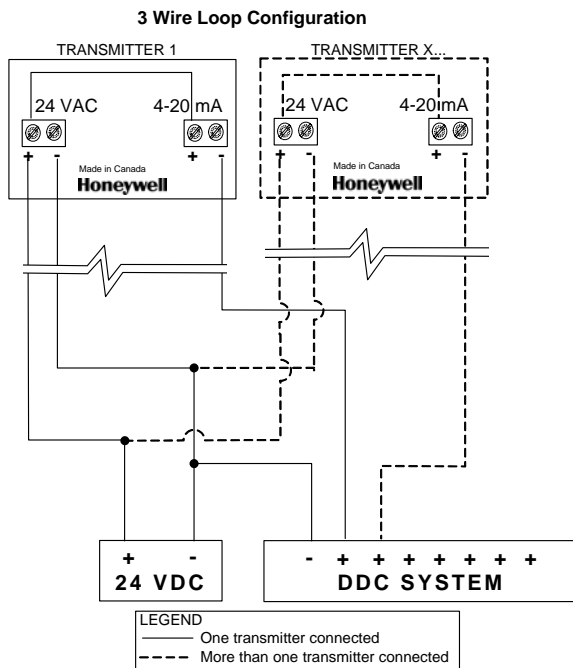 3 Wire Loop Configuration
TRANSMITTER 1
TRANSMITTER X...
24 VAC 4-20 mA
24 VAC 4-20 mA
+ - + -
+ - + -
Made in Canada
Honeywell
Made in Canada
Honeywell
+ -
24 VDC
- + + + + + + +
DDC SYSTEM
LEGEND
One transmitter connected
More than one transmitter connected